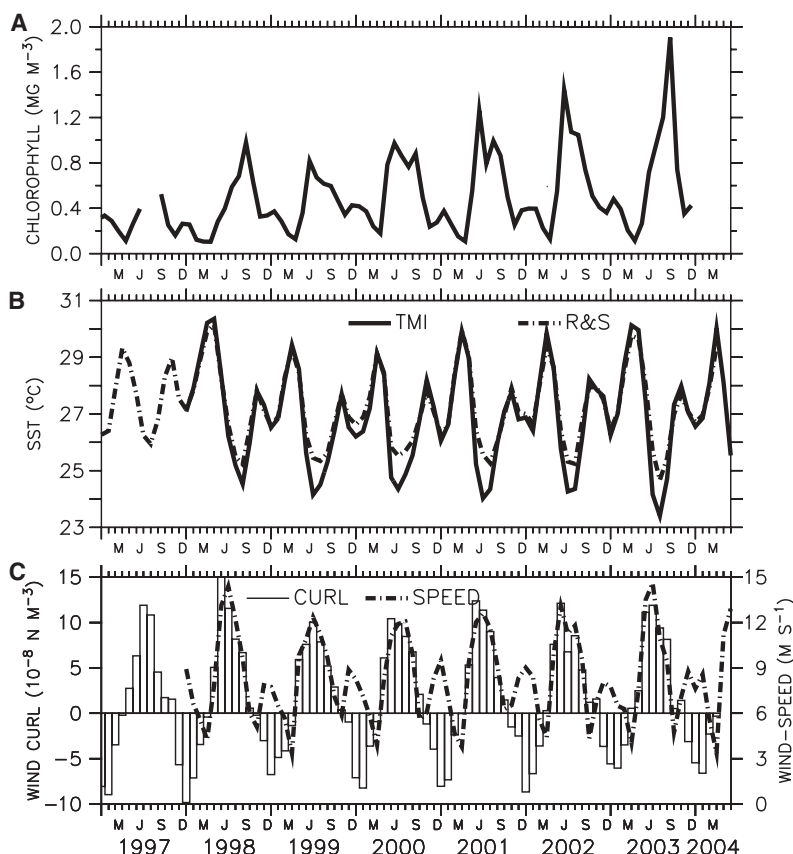 A
CHLOROPHYLL (MG M⁻³)
2.0
1.6
1.2
0.8
0.4
0.0
M J S D M J S D M J S D M J S D M J S D M J S D M J S D M
B
SST (°C)
31
29
27
25
23
TMI R&S
M J S D M J S D M J S D M J S D M J S D M J S D M J S D M
C
WIND CURL (10⁻⁸ N M⁻³)
15
10
5
0
−5
−10
CURL SPEED
15
12
9
6
3
0
WIND−SPEED (M S⁻¹)
M J S D M J S D M J S D M J S D M J S D M J S D M J S D M
1997 1998 1999 2000 2001 2002 2003 2004